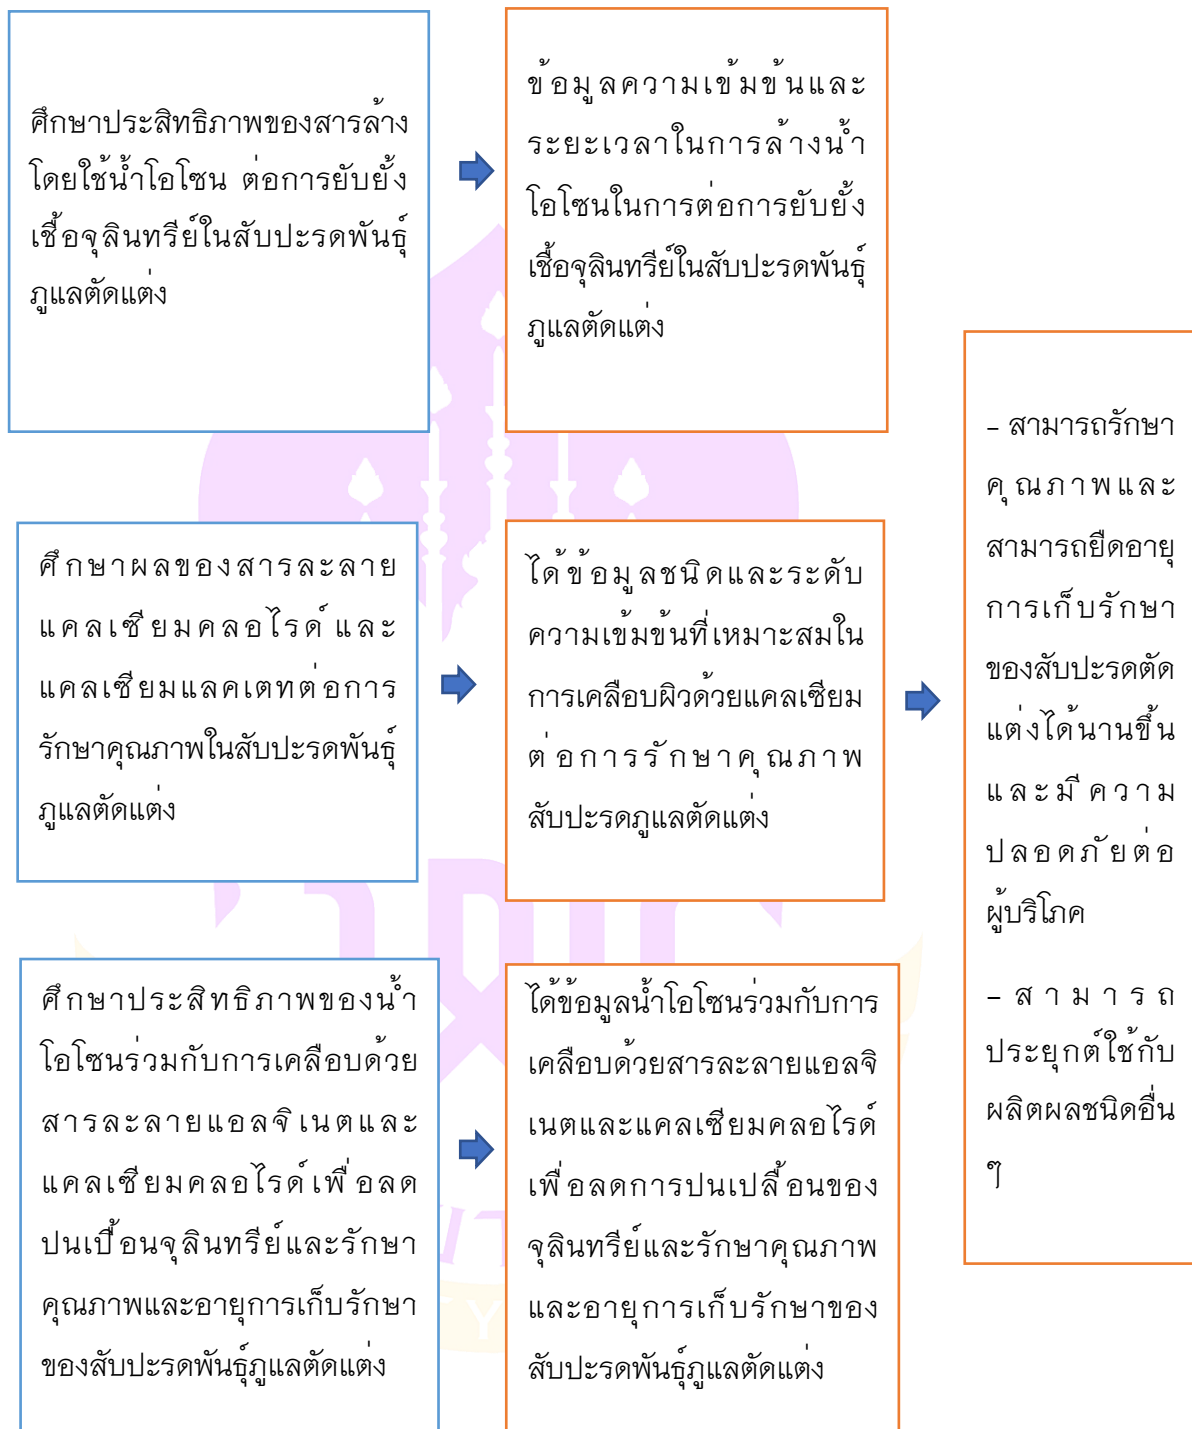 ศึกษาประสิทธิภาพของสารล้าง
โดยใช้น้ำโอโซน ต่อการยับยั้ง
เชื้อจุลินทรีย์ในสับปะรดพันธุ์
ภูแลตัดแต่ง
ข้อมูลความเข้มข้นและ
ระยะเวลาในการล้างน้ำ
โอโซนในการต่อการยับยั้ง
เชื้อจุลินทรีย์ในสับปะรดพันธุ์
ภูแลตัดแต่ง
ศึกษาผลของสารละลาย
แคลเซียมคลอไรด์ และ
แคลเซียมแลคเตทต่อการ
รักษาคุณภาพในสับปะรดพันธุ์
ภูแลตัดแต่ง
ได้ข้อมูลชนิดและระดับ
ความเข้มข้นที่เหมาะสมใน
การเคลือบผิวด้วยแคลเซียม
ต่อการรักษาคุณภาพ
สับปะรดภูแลตัดแต่ง
ศึกษาประสิทธิภาพของน้ำ
โอโซนร่วมกับการเคลือบด้วย
สารละลายแอลจิเนตและ
แคลเซียมคลอไรด์เพื่อลด
ปนเปื้อนจุลินทรีย์และรักษา
คุณภาพและอายุการเก็บรักษา
ของสับปะรดพันธุ์ภูแลตัดแต่ง
ได้ข้อมูลน้ำโอโซนร่วมกับการ
เคลือบด้วยสารละลายแอลจิ
เนตและแคลเซียมคลอไรด์
เพื่อลดการปนเปลื้อนของ
จุลินทรีย์และรักษาคุณภาพ
และอายุการเก็บรักษาของ
สับปะรดพันธุ์ภูแลตัดแต่ง
- สามารถรักษา
คุณภาพและ
สามารถยืดอายุ
การเก็บรักษา
ของสับปะรดตัด
แต่งได้นานขึ้น
และมีความ
ปลอดภัยต่อ
ผู้บริโภค
- สามารถ
ประยุกต์ใช้กับ
ผลิตผลชนิดอื่น
ๆ